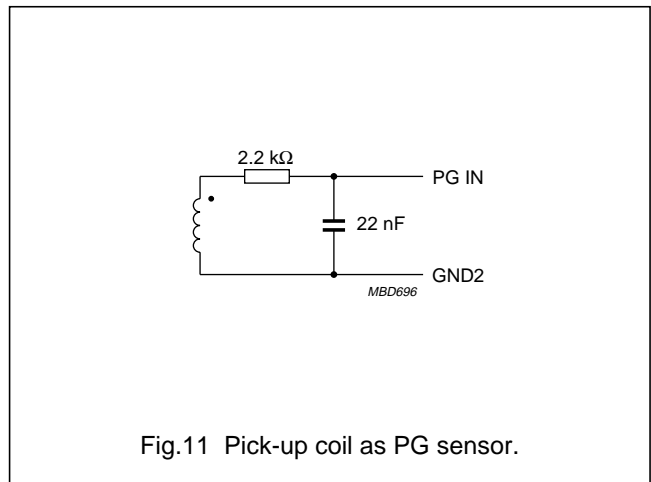 2.2 kΩ
PG IN
22 nF
GND2
MBD696
Fig.11 Pick-up coil as PG sensor.